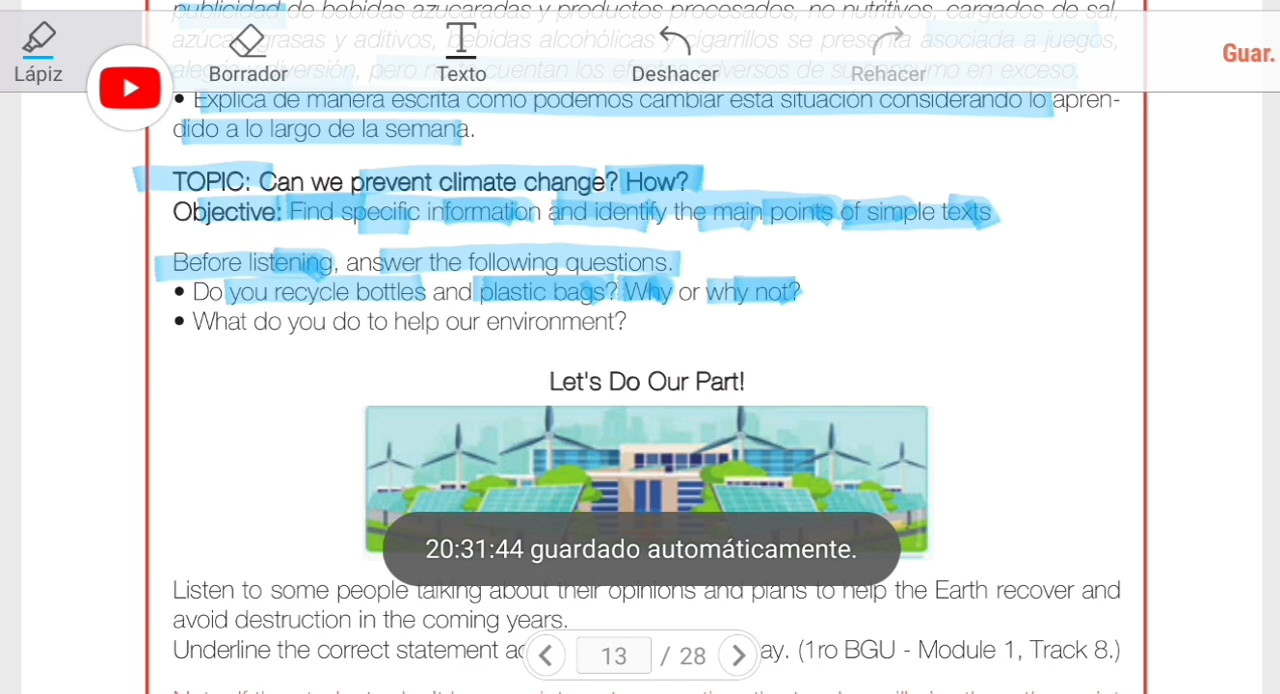 publicidad de bebidas azucaradas y productos procesados, no nutritivos, cargados de sal,
azúcar, grasas y aditivos, bebidas alcohólicas y cigarrillos se presenta asociada a juegos,
alegría y diversión, pero no te cuentan los efectos adversos de su consumo en exceso.
Lápiz
Borrador
Texto
Deshacer
Rehacer
Guar.
• Explica de manera escrita como podemos cambiar esta situación considerando lo apren-
dido a lo largo de la semana.
TOPIC: Can we prevent climate change? How?
Objective: Find specific information and identify the main points of simple texts
Before listening, answer the following questions.
• Do you recycle bottles and plastic bags? Why or why not?
• What do you do to help our environment?
Let's Do Our Part!
20:31:44 guardado automáticamente.
Listen to some people talking about their opinions and plans to help the Earth recover and
avoid destruction in the coming years.
Underline the correct statement ay. (1ro BGU - Module 1, Track 8.)
13 / 28